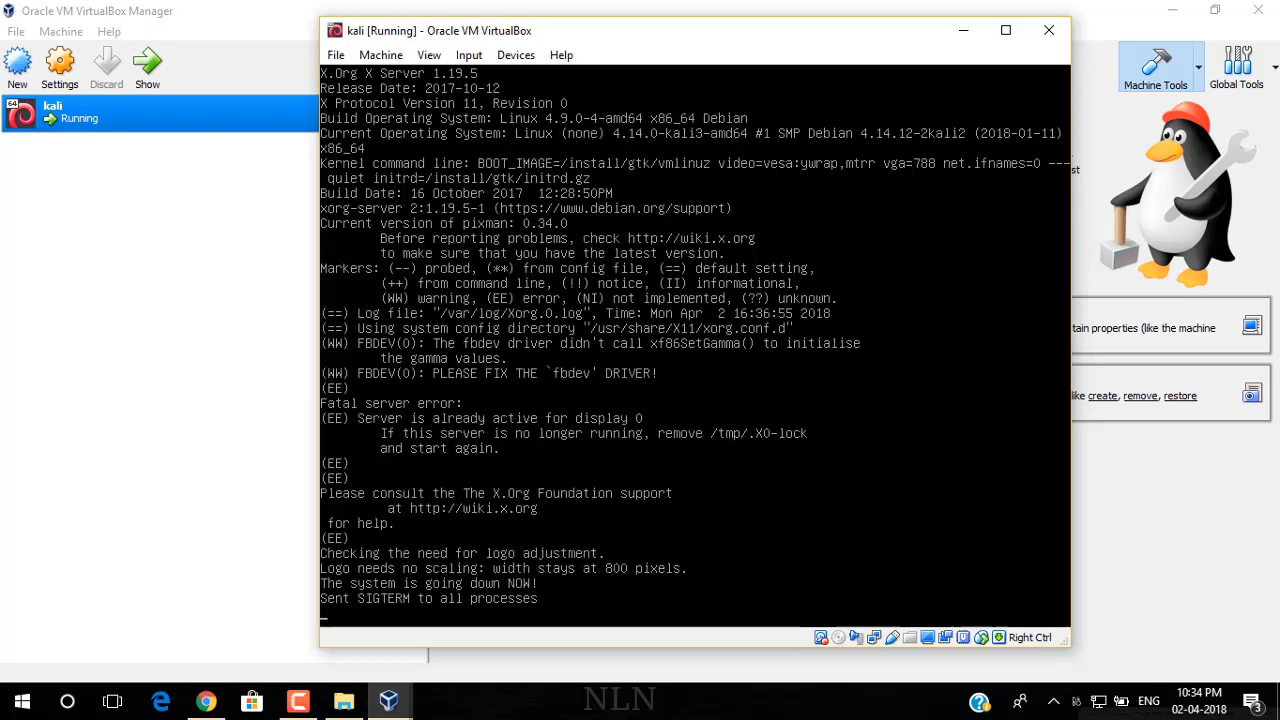 Oracle VM VirtualBox Manager
File Machine Help
New Settings Discard Show
Machine Tools Global Tools
64
kali
Running
kali [Running] - Oracle VM VirtualBox
File Machine View Input Devices Help
X.Org X Server 1.19.5
Release Date: 2017-10-12
X Protocol Version 11, Revision 0
Build Operating System: Linux 4.9.0-4-amd64 x86_64 Debian
Current Operating System: Linux (none) 4.14.0-kali3-amd64 #1 SMP Debian 4.14.12-2kali2 (2018-01-11)
x86_64
Kernel command line: BOOT_IMAGE=/install/gtk/vmlinuz video=vesa:ywrap,mtrr vga=788 net.ifnames=0 ---
quiet initrd=/install/gtk/initrd.gz
Build Date: 16 October 2017  12:28:50PM
xorg-server 2:1.19.5-1 (https://www.debian.org/support)
Current version of pixman: 0.34.0
Before reporting problems, check http://wiki.x.org
to make sure that you have the latest version.
Markers: (--) probed, (**) from config file, (==) default setting,
(++) from command line, (!!) notice, (II) informational,
(WW) warning, (EE) error, (NI) not implemented, (??) unknown.
(==) Log file: "/var/log/Xorg.0.log", Time: Mon Apr  2 16:36:55 2018
(==) Using system config directory "/usr/share/X11/xorg.conf.d"
(WW) FBDEV(0): The fbdev driver didn't call xf86SetGamma() to initialise
the gamma values.
(WW) FBDEV(0): PLEASE FIX THE `fbdev' DRIVER!
(EE)
Fatal server error:
(EE) Server is already active for display 0
If this server is no longer running, remove /tmp/.X0-lock
and start again.
(EE)
(EE)
Please consult the The X.Org Foundation support
at http://wiki.x.org
for help.
(EE)
Checking the need for logo adjustment.
Logo needs no scaling: width stays at 800 pixels.
The system is going down NOW!
Sent SIGTERM to all processes
tain properties (like the machine
like create, remove, restore
Right Ctrl
NLN
ENG
10:34 PM
02-04-2018
3